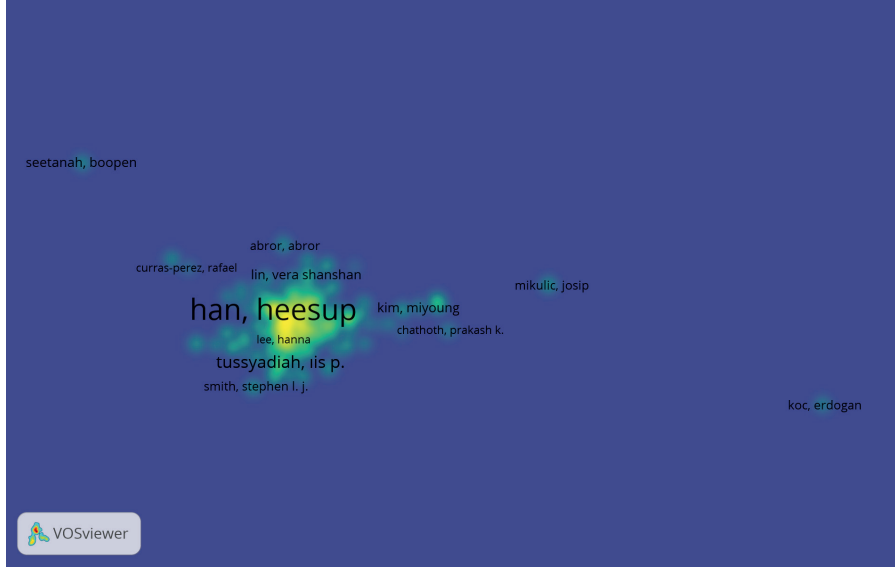 seetanah, boopen
abror, abror
curras-perez, rafael
lin, vera shanshan
mikulic, josip
han, heesup
kim, miyoung
chathoth, prakash k.
lee, hanna
tussyadiah, iis p.
smith, stephen l. j.
koc, erdogan
VOSviewer